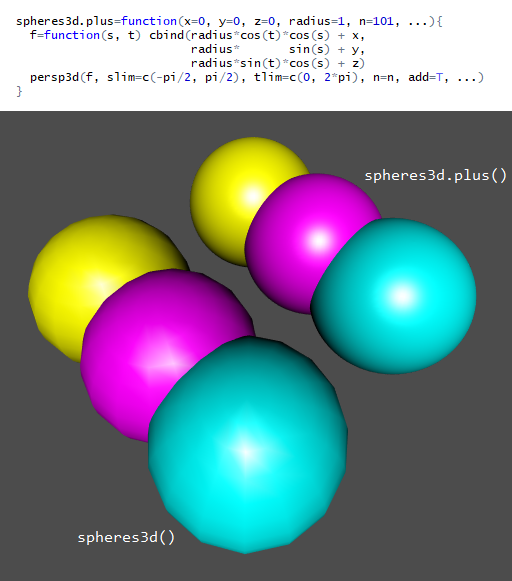 spheres3d.plus=function(x=0, y=0, z=0, radius=1, n=101, ...){
  f=function(s, t) cbind(radius*cos(t)*cos(s) + x,
                         radius*       sin(s) + y,
                         radius*sin(t)*cos(s) + z)
  persp3d(f, slim=c(-pi/2, pi/2), tlim=c(0, 2*pi), n=n, add=T, ...)
}
spheres3d.plus()
spheres3d()